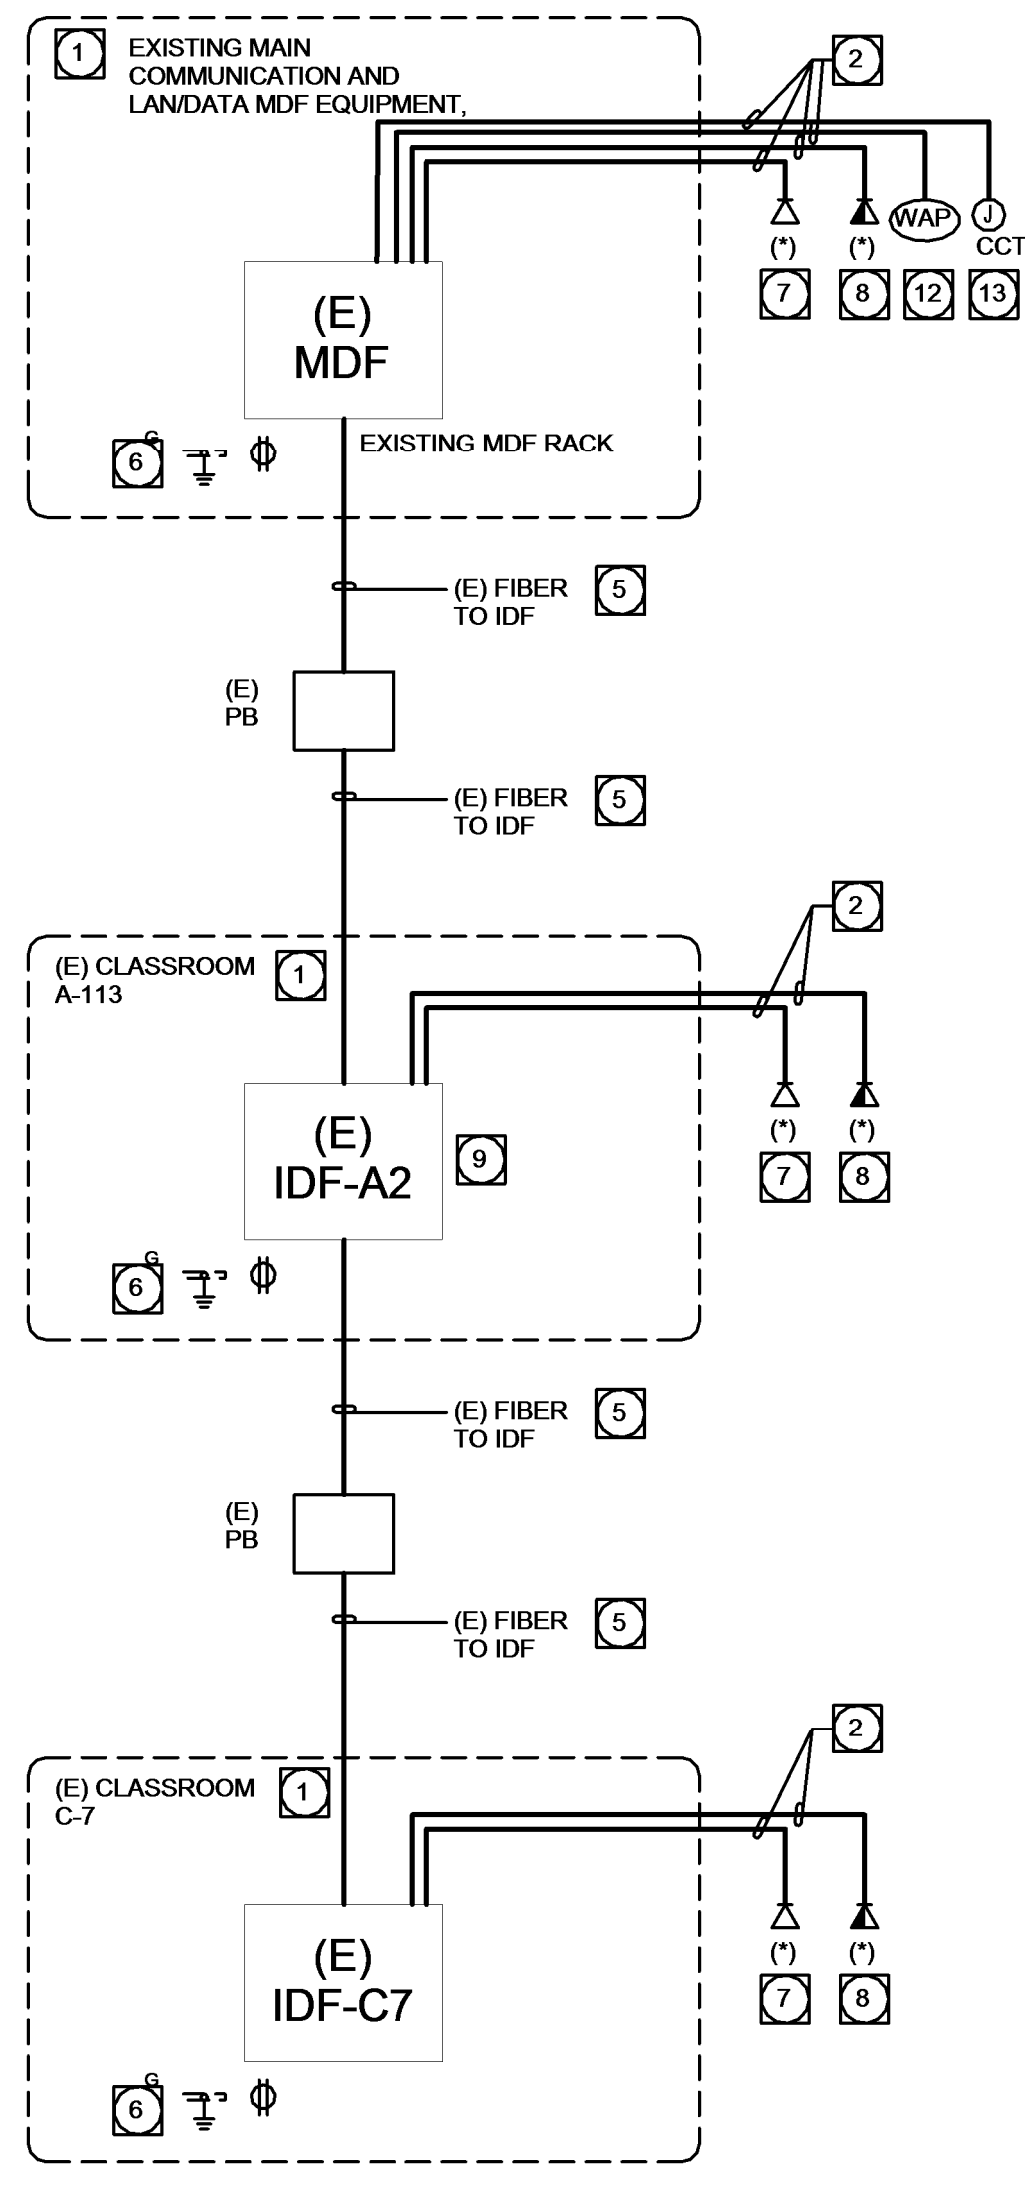 1
EXISTING MAIN
COMMUNICATION AND
LAN/DATA MDF EQUIPMENT,
2
WAP
J
(*)
(*)
CCT
7
8
12
13
(E)
MDF
G
6
EXISTING MDF RACK
(E) FIBER
TO IDF
5
(E)
PB
(E) FIBER
TO IDF
5
2
(E) CLASSROOM
A-113
1
(E)
IDF-A2
9
(*)
(*)
7
8
G
6
(E) FIBER
TO IDF
5
(E)
PB
(E) FIBER
TO IDF
5
2
(E) CLASSROOM
C-7
1
(E)
IDF-C7
(*)
(*)
7
8
G
6